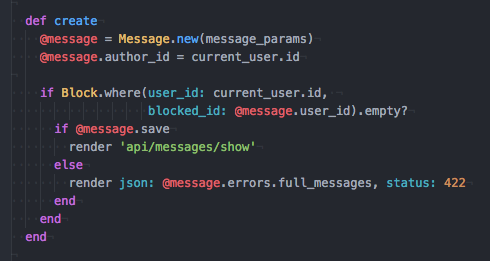 def create
  @message = Message.new(message_params)
  @message.author_id = current_user.id

  if Block.where(user_id: current_user.id,
                 blocked_id: @message.user_id).empty?
    if @message.save
      render 'api/messages/show'
    else
      render json: @message.errors.full_messages, status: 422
    end
  end
end